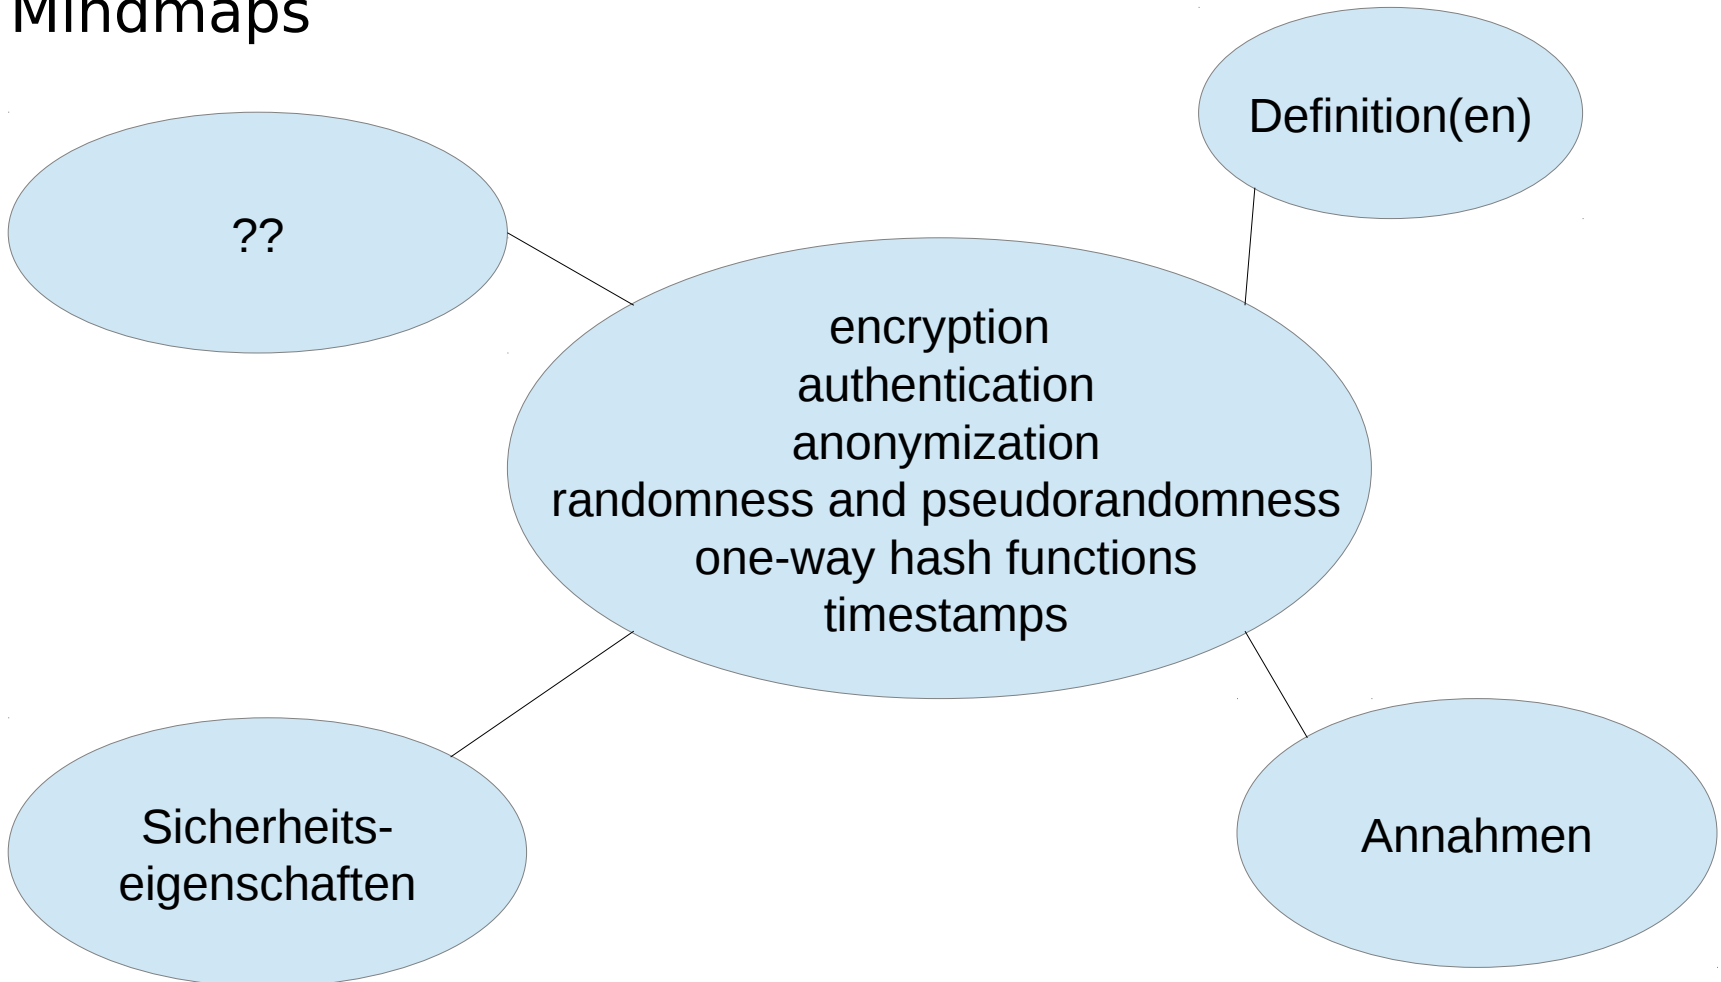 Mindmaps
Definition(en)
??
encryption
authentication
anonymization
randomness and pseudorandomness
one-way hash functions
timestamps
Sicherheits-
eigenschaften
Annahmen